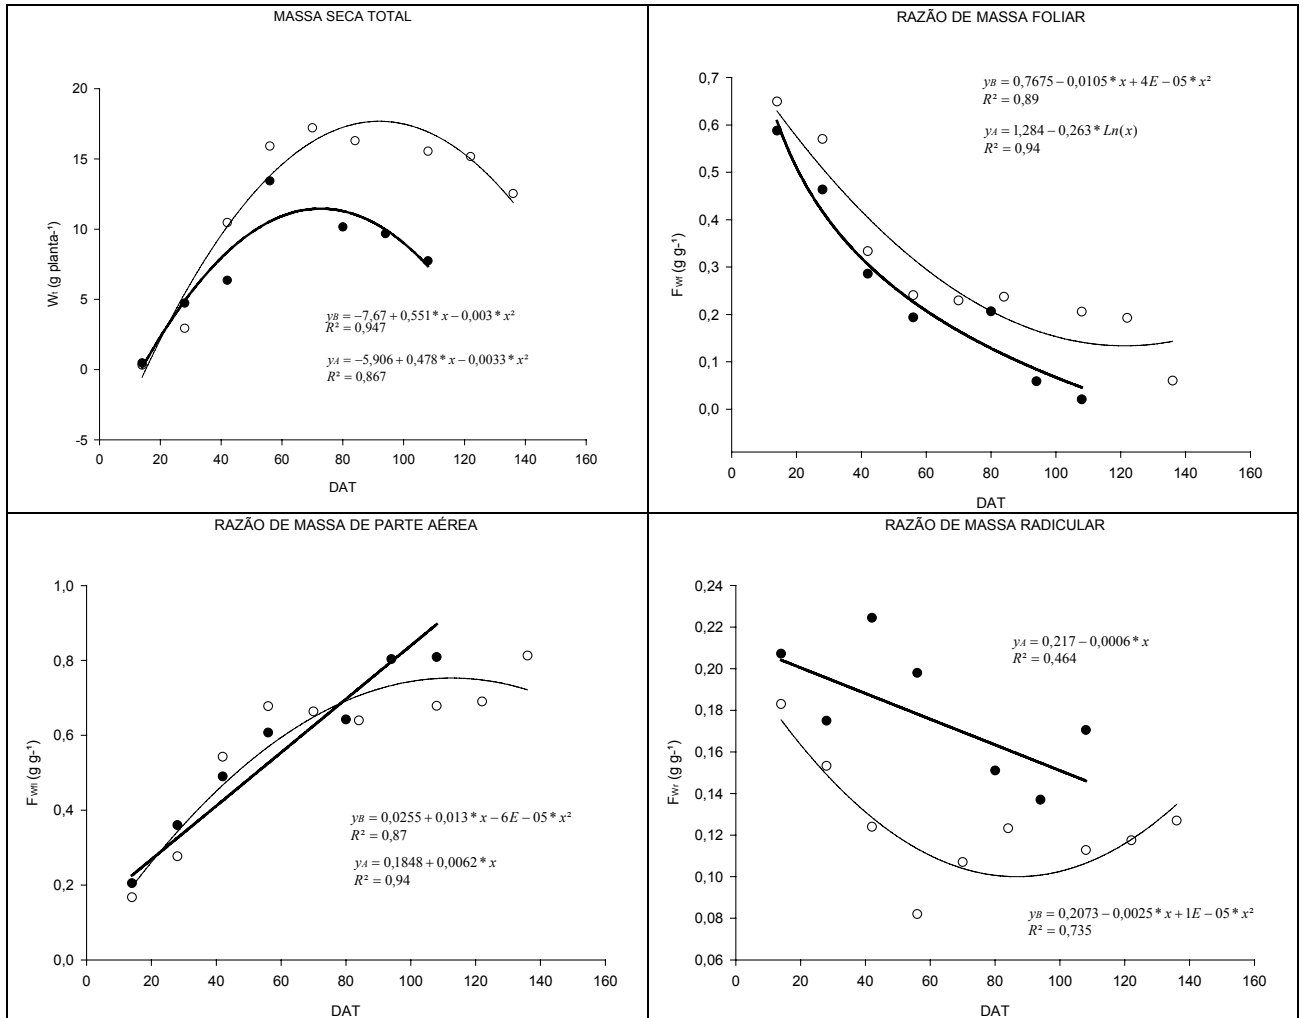 MASSA SECA TOTAL
20
15
10
5
0
-5
Wt (g planta-¹)
0 20 40 60 80 100 120 140 160
DAT
yB = −7,67 + 0,551* x − 0,003* x²
R² = 0,947
yA = −5,906 + 0,478* x − 0,0033* x²
R² = 0,867
RAZÃO DE MASSA FOLIAR
0,7
0,6
0,5
0,4
0,3
0,2
0,1
0,0
F Wf (g g-¹)
0 20 40 60 80 100 120 140 160
DAT
yB = 0,7675 − 0,0105* x + 4E − 05* x²
R² = 0,89
yA = 1,284 − 0,263* Ln(x)
R² = 0,94
RAZÃO DE MASSA DE PARTE AÉREA
1,0
0,8
0,6
0,4
0,2
0,0
F Wfl (g g-¹)
0 20 40 60 80 100 120 140 160
DAT
yB = 0,0255 + 0,013* x − 6E − 05* x²
R² = 0,87
yA = 0,1848 + 0,0062* x
R² = 0,94
RAZÃO DE MASSA RADICULAR
0,24
0,22
0,20
0,18
0,16
0,14
0,12
0,10
0,08
0,06
F Wr (g g-¹)
0 20 40 60 80 100 120 140 160
DAT
yA = 0,217 − 0,0006* x
R² = 0,464
yB = 0,2073 − 0,0025* x + 1E − 05* x²
R² = 0,735